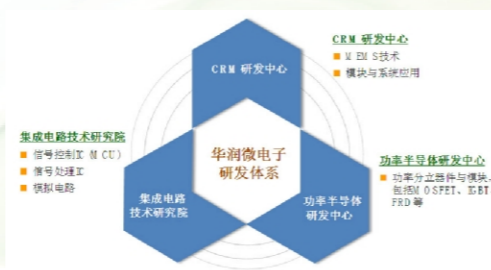 CRM 研发中心
CRM 研发中心
MEMS技术
模块与系统应用
集成电路技术研究院
信号控制IC (MCU)
信号处理IC
模拟电路
华润微电子
研发体系
功率半导体研发中心
功率分立器件与模块,
包括MOSFET、IGBT
FRD 等
集成电路
技术研究院
功率半导体
研发中心